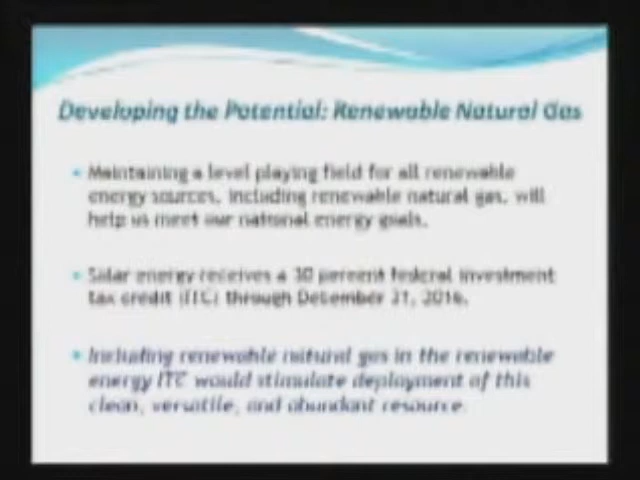 Developing the Potential: Renewable Natural Gas
Maintaining a level playing field for all renewable
energy sources, including renewable natural gas, will
help us meet our national energy goals.
Solar energy receives a 30 percent federal investment
tax credit (ITC) through December 31, 2016.
Including renewable natural gas in the renewable
energy ITC would stimulate deployment of this
clean, versatile, and abundant resource.